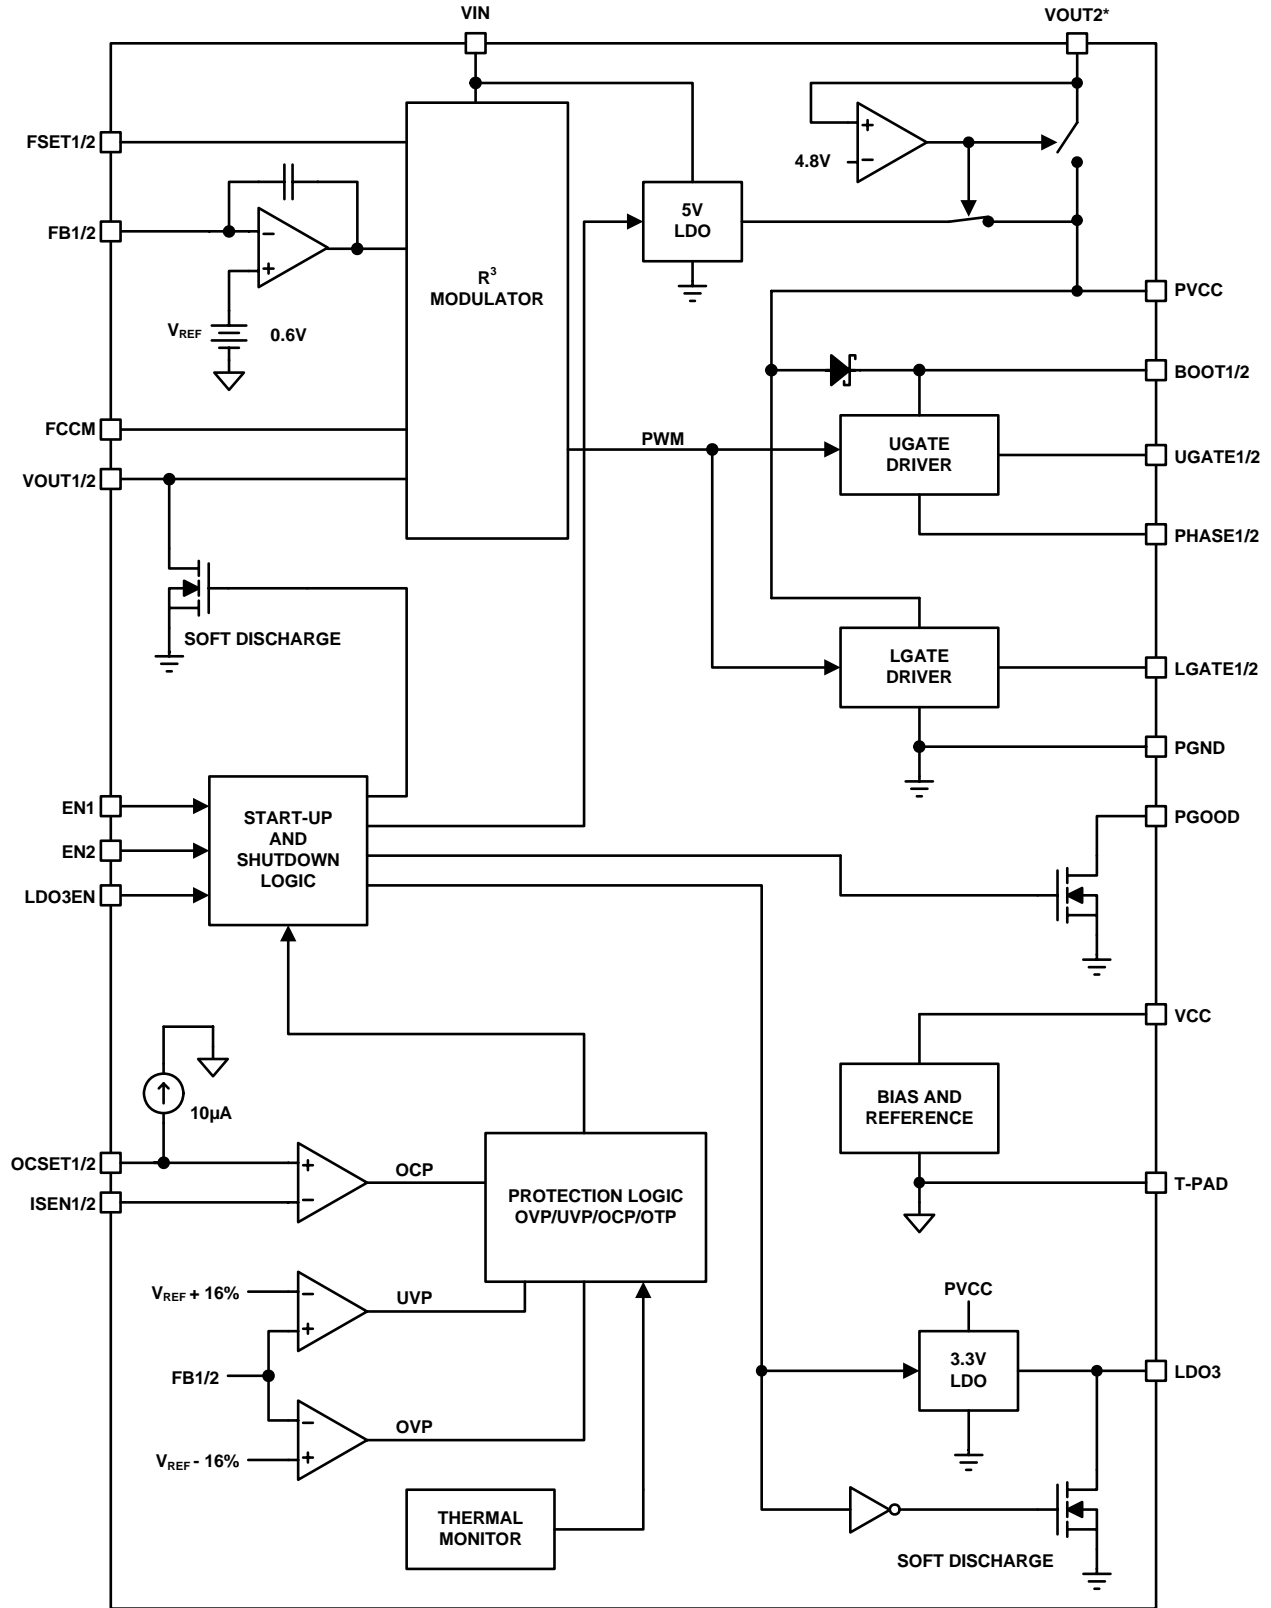 VIN
VOUT2*
FSET1/2
4.8V
+
−
5V
LDO
FB1/2
−
+
R³
MODULATOR
VREF
0.6V
PVCC
BOOT1/2
FCCM
PWM
UGATE
DRIVER
UGATE1/2
VOUT1/2
PHASE1/2
SOFT DISCHARGE
LGATE
DRIVER
LGATE1/2
PGND
EN1
EN2
LDO3EN
START-UP
AND
SHUTDOWN
LOGIC
PGOOD
VCC
10µA
BIAS AND
REFERENCE
OCSET1/2
ISEN1/2
+
−
OCP
PROTECTION LOGIC
OVP/UVP/OCP/OTP
T-PAD
VREF + 16%
−
+
UVP
PVCC
FB1/2
3.3V
LDO
LDO3
−
+
OVP
VREF - 16%
THERMAL
MONITOR
SOFT DISCHARGE